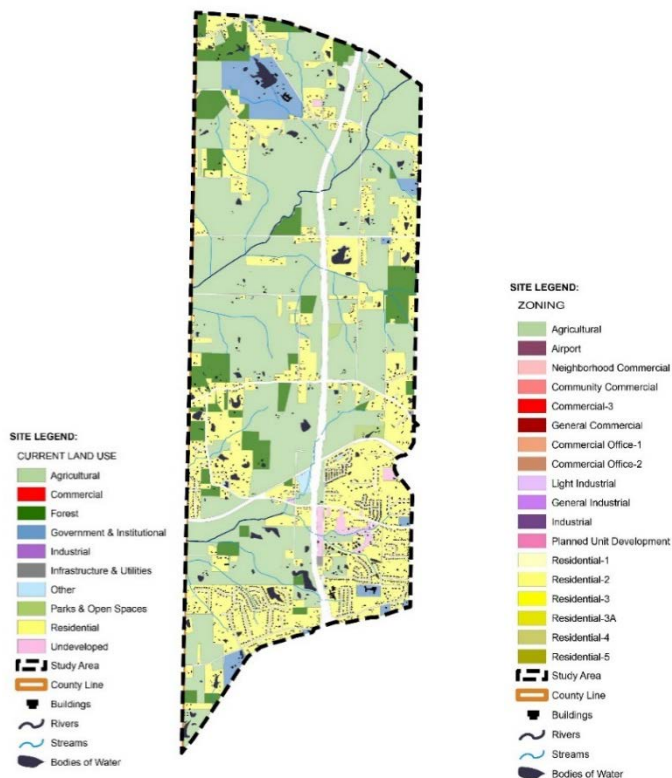 SITE LEGEND:
CURRENT LAND USE
Agricultural
Commercial
Forest
Government & Institutional
Industrial
Infrastructure & Utilities
Other
Parks & Open Spaces
Residential
Undeveloped
Study Area
County Line
Buildings
Rivers
Streams
Bodies of Water
SITE LEGEND:
ZONING
Agricultural
Airport
Neighborhood Commercial
Community Commercial
Commercial-3
General Commercial
Commercial Office-1
Commercial Office-2
Light Industrial
General Industrial
Industrial
Planned Unit Development
Residential-1
Residential-2
Residential-3
Residential-3A
Residential-4
Residential-5
Study Area
County Line
Buildings
Rivers
Streams
Bodies of Water